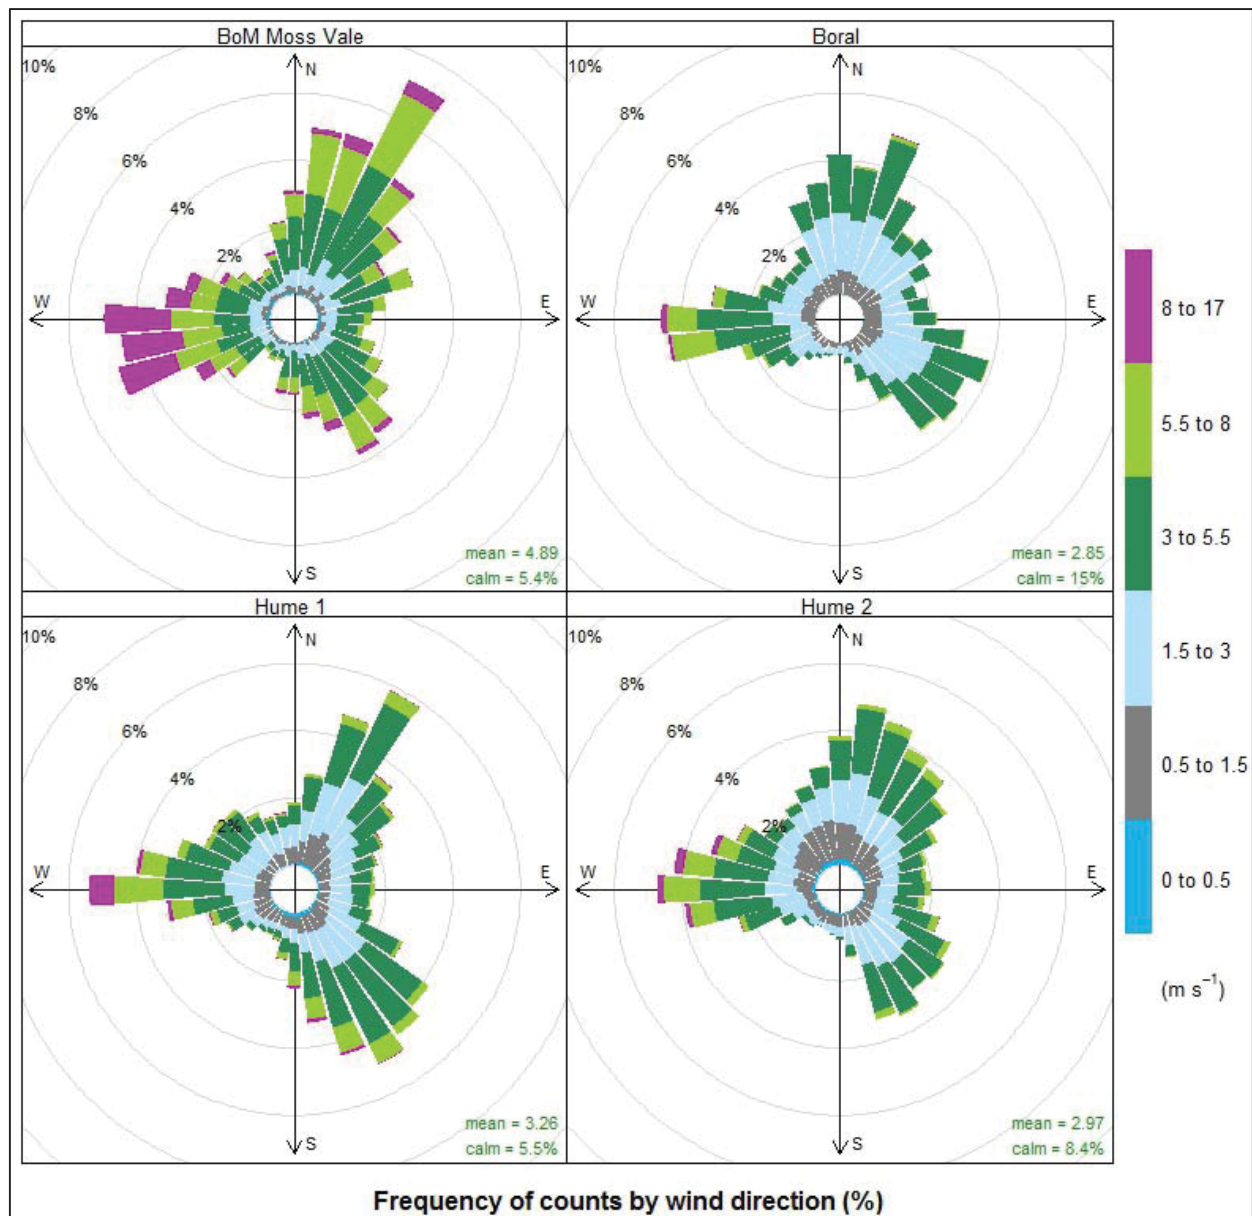 BoM Moss Vale
Boral
10%
8%
6%
4%
2%
N
E
S
W
mean = 4.89
calm = 5.4%
10%
8%
6%
4%
2%
N
E
S
W
mean = 2.85
calm = 15%
Hume 1
Hume 2
10%
8%
6%
4%
2%
N
E
S
W
mean = 3.26
calm = 5.5%
10%
8%
6%
4%
2%
N
E
S
W
mean = 2.97
calm = 8.4%
8 to 17
5.5 to 8
3 to 5.5
1.5 to 3
0.5 to 1.5
0 to 0.5
(m s⁻¹)
Frequency of counts by wind direction (%)